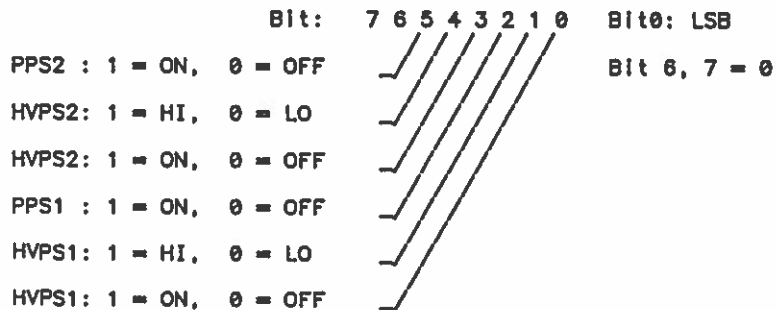 Bit: 7 6 5 4 3 2 1 0 Bit0: LSB
PPS2 : 1 = ON, 0 = OFF Bit 6, 7 = 0
HVPS2: 1 = HI, 0 = LO
HVPS2: 1 = ON, 0 = OFF
PPS1 : 1 = ON, 0 = OFF
HVPS1: 1 = HI, 0 = LO
HVPS1: 1 = ON, 0 = OFF